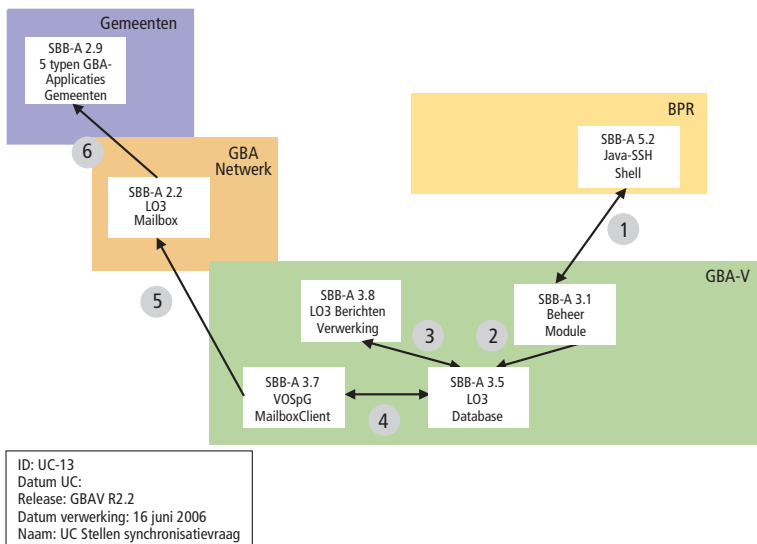 Gemeenten
SBB-A 2.9
5 typen GBA-
Applicaties
Gemeenten
BPR
SBB-A 5.2
Java-SSH
Shell
6
GBA
Netwerk
SBB-A 2.2
LO3
Mailbox
1
GBA-V
5
SBB-A 3.8
LO3 Berichten
Verwerking
SBB-A 3.1
Beheer
Module
3
2
SBB-A 3.7
VOSpG
MailboxClient
4
SBB-A 3.5
LO3
Database
ID: UC-13
Datum UC:
Release: GBAV R2.2
Datum verwerking: 16 juni 2006
Naam: UC Stellen synchronisatievraag